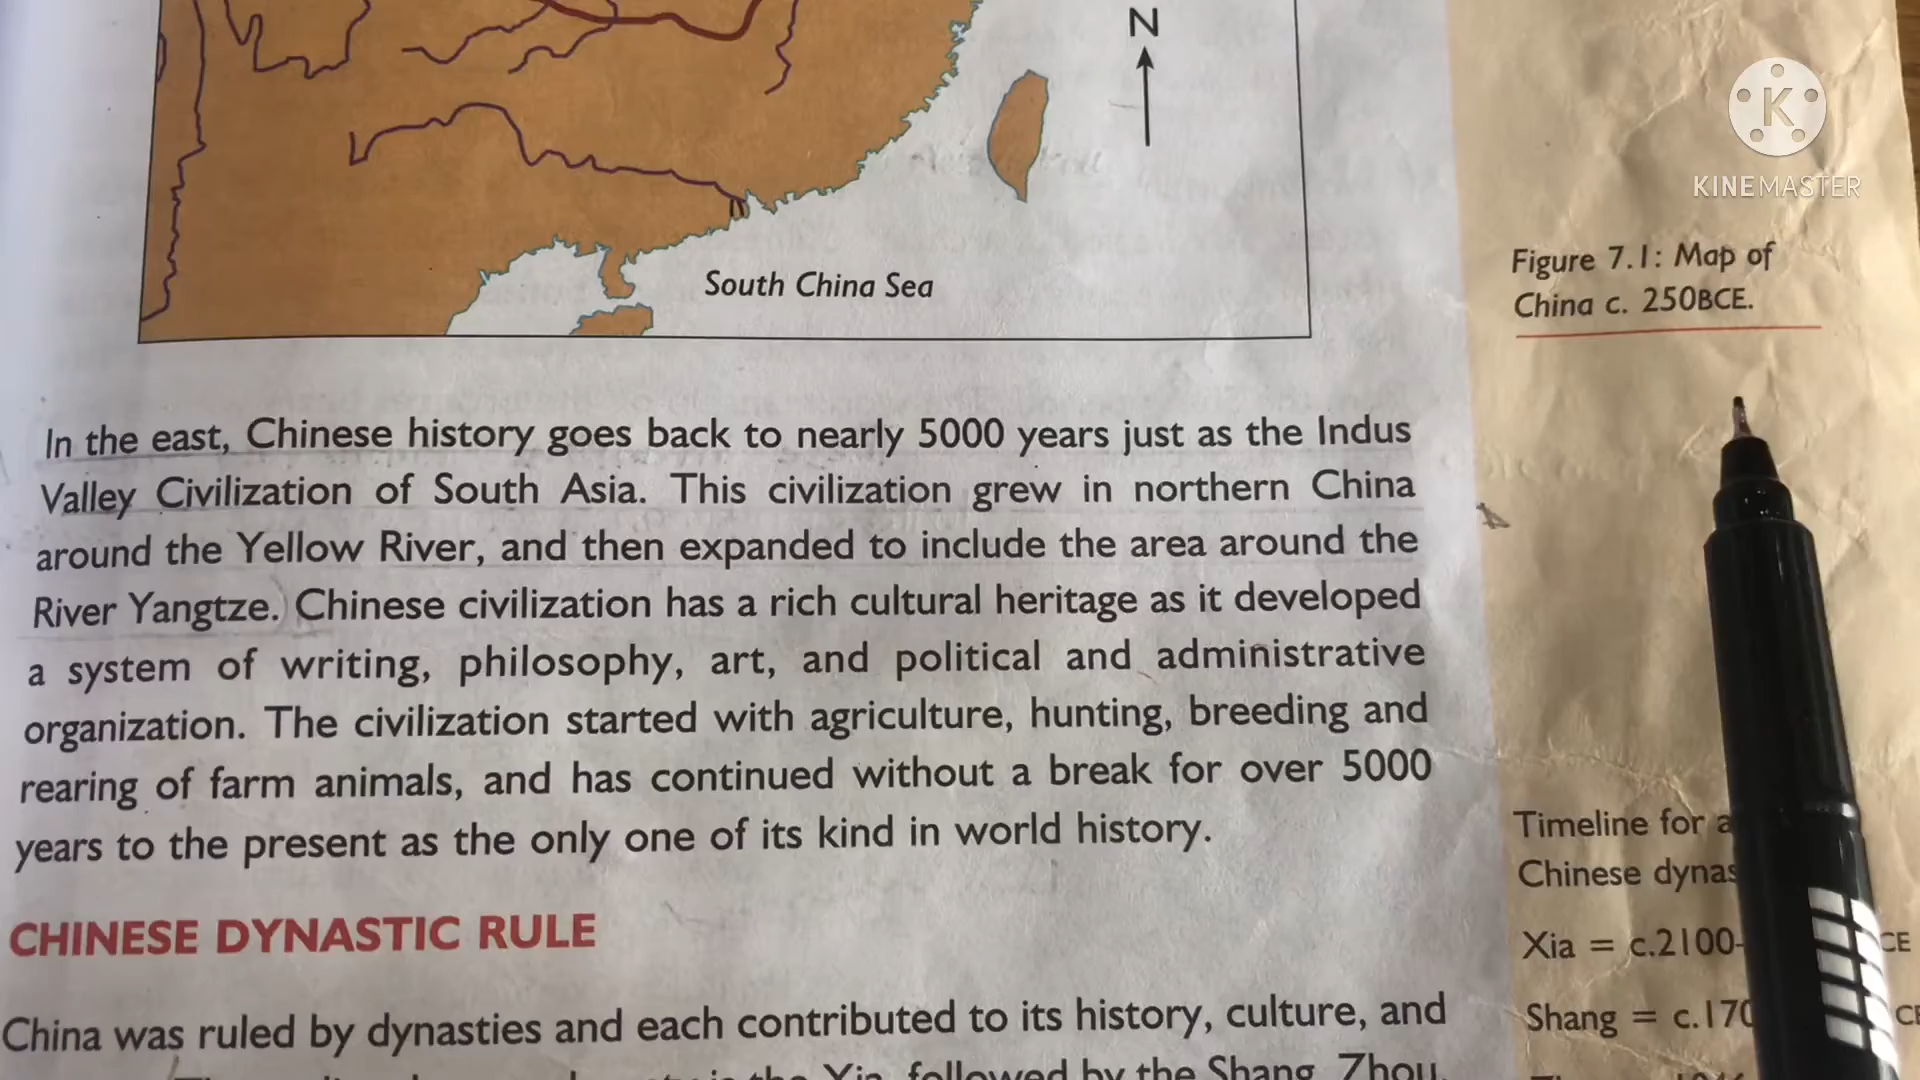 N
South China Sea
KINEMASTER
Figure 7.1: Map of
China c. 250BCE.
In the east, Chinese history goes back to nearly 5000 years just as the Indus
Valley Civilization of South Asia. This civilization grew in northern China
around the Yellow River, and then expanded to include the area around the
River Yangtze. Chinese civilization has a rich cultural heritage as it developed
a system of writing, philosophy, art, and political and administrative
organization. The civilization started with agriculture, hunting, breeding and
rearing of farm animals, and has continued without a break for over 5000
years to the present as the only one of its kind in world history.
CHINESE DYNASTIC RULE
China was ruled by dynasties and each contributed to its history, culture, and
followed by the Shang, Zhou,
Timeline for
Chinese
Xia = c.2100-
Shang =